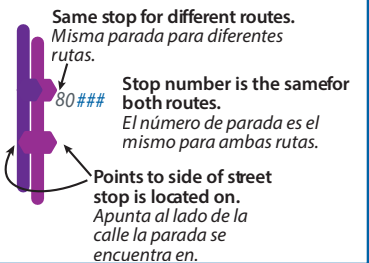 Same stop for different routes.
Misma parada para diferentes
rutas.
80###
Stop number is the samefor
both routes.
El número de parada es el
mismo para ambas rutas.
Points to side of street
stop is located on.
Apunta al lado de la
calle la parada se
encuentra en.